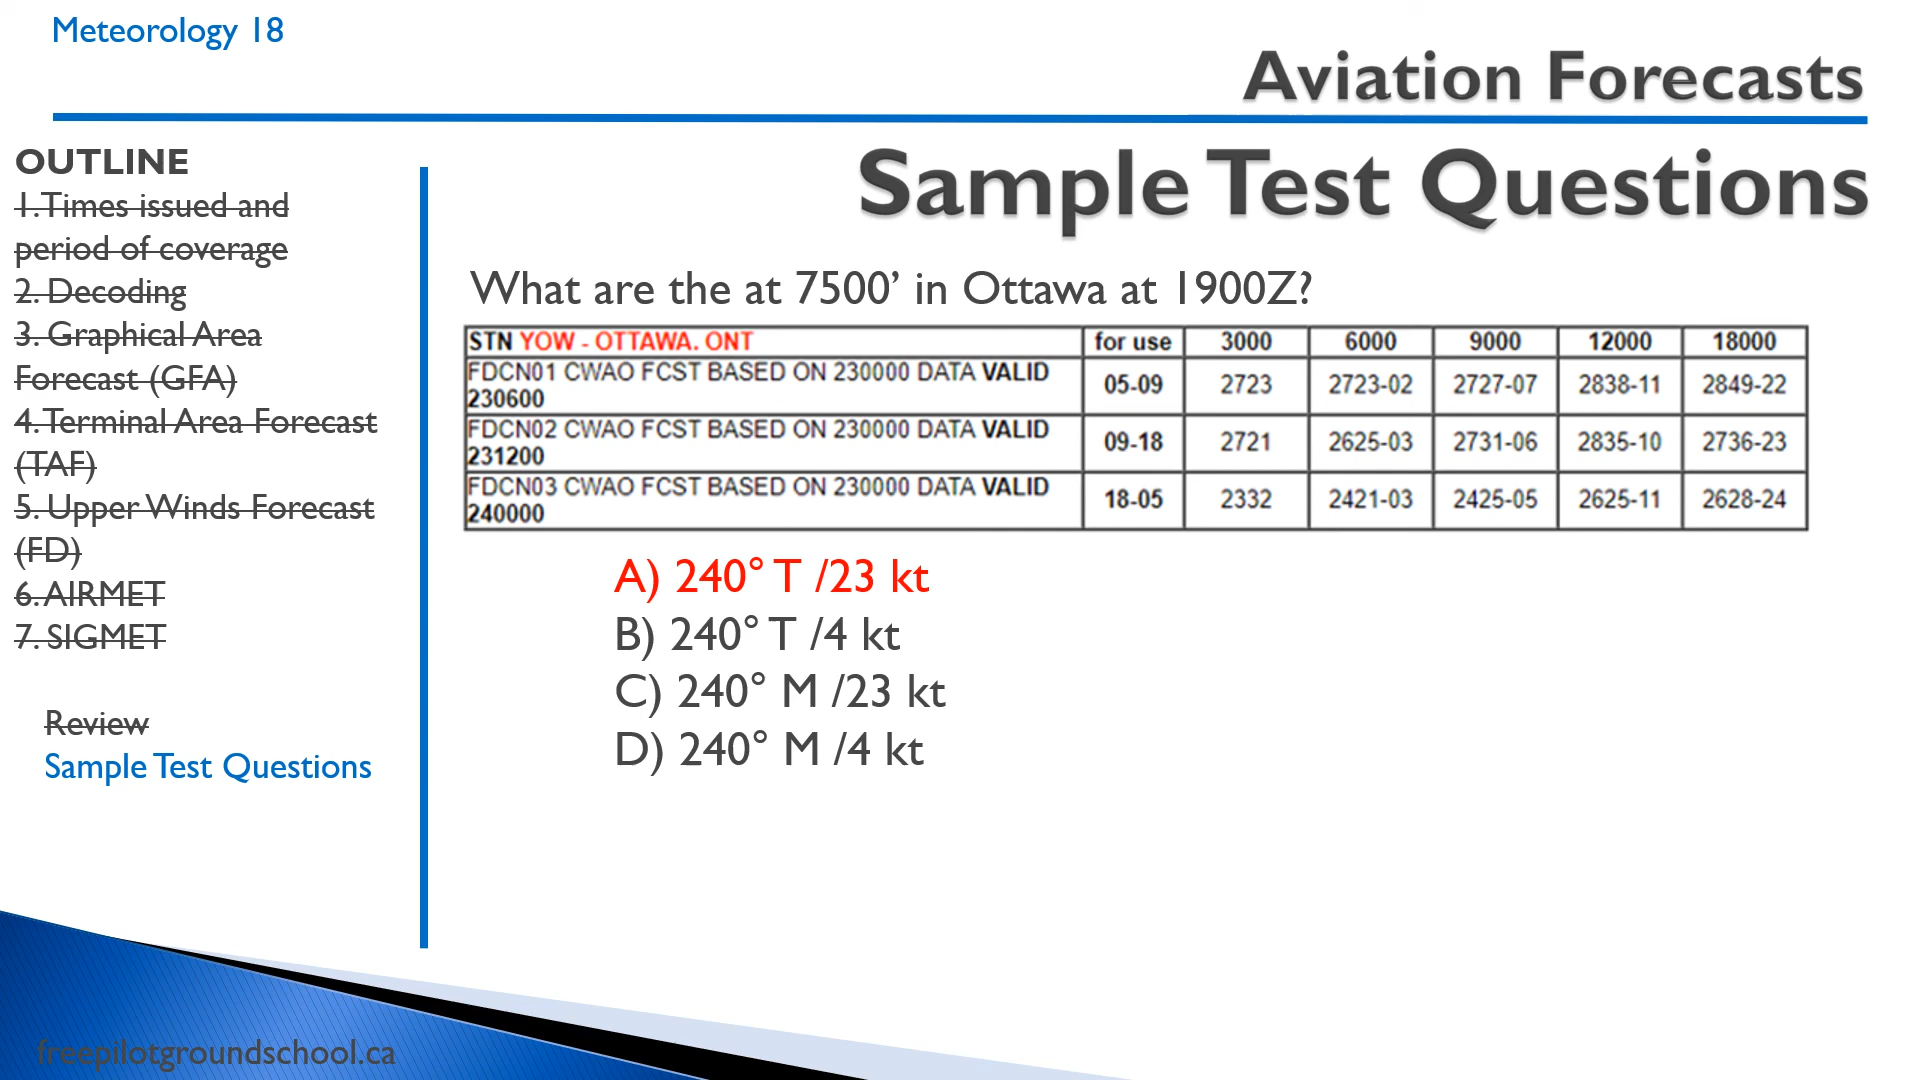 Meteorology 18
Aviation Forecasts
OUTLINE
1. Times issued and
period of coverage
2. Decoding
3. Graphical Area
Forecast (GFA)
4. Terminal Area Forecast
(TAF)
5. Upper Winds Forecast
(FD)
6. AIRMET
7. SIGMET
Review
Sample Test Questions
Sample Test Questions
What are the at 7500’ in Ottawa at 1900Z?
STN YOW - OTTAWA. ONT for use 3000 6000 9000 12000 18000
FDCN01 CWAO FCST BASED ON 230000 DATA VALID
230600 05-09 2723 2723-02 2727-07 2838-11 2849-22
FDCN02 CWAO FCST BASED ON 230000 DATA VALID
231200 09-18 2721 2625-03 2731-06 2835-10 2736-23
FDCN03 CWAO FCST BASED ON 230000 DATA VALID
240000 18-05 2332 2421-03 2425-05 2625-11 2628-24
A) 240° T /23 kt
B) 240° T /4 kt
C) 240° M /23 kt
D) 240° M /4 kt
freepilotgroundschool.ca